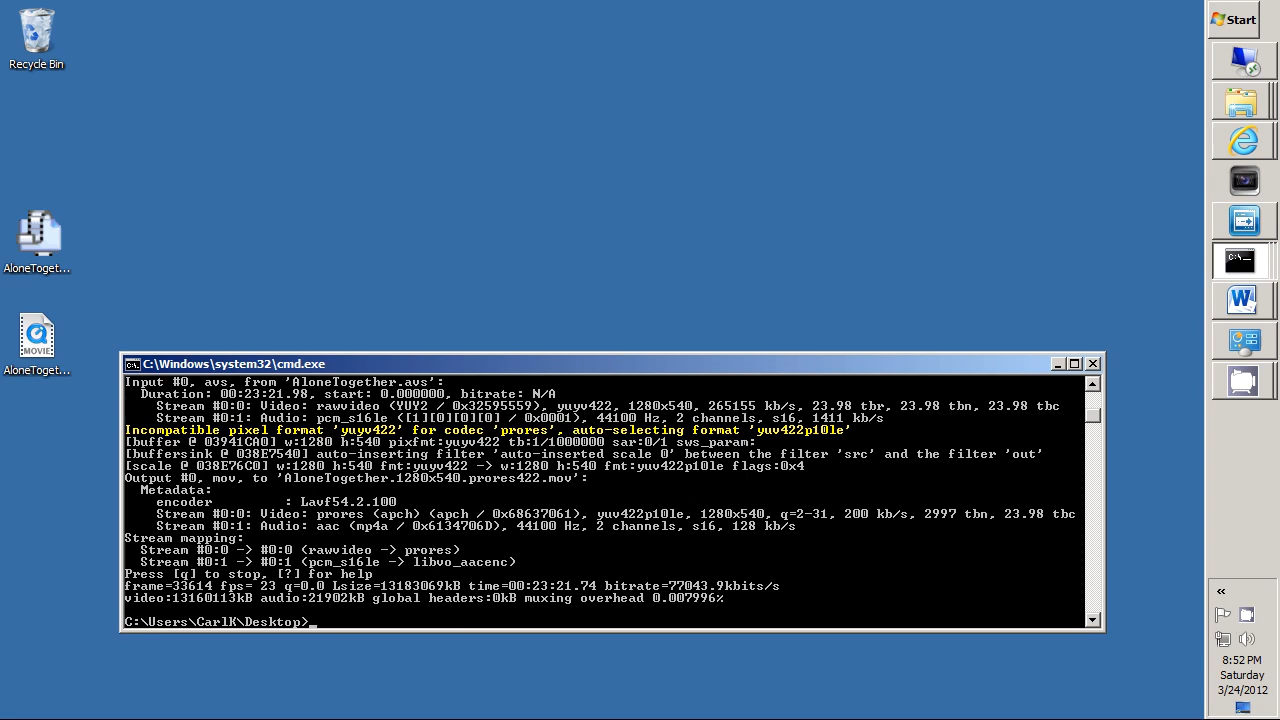 Recycle Bin
AloneToget...
AloneToget...
MOVIE
C:\Windows\system32\cmd.exe
Input #0, avs, from 'AloneTogether.avs':
  Duration: 00:23:21.98, start: 0.000000, bitrate: N/A
    Stream #0:0: Video: rawvideo (YUY2 / 0x32595559), yuyv422, 1280x540, 265155 kb/s, 23.98 tbr, 23.98 tbn, 23.98 tbc
    Stream #0:1: Audio: pcm_s16le ([1][0][0][0] / 0x0001), 44100 Hz, 2 channels, s16, 1411 kb/s
Incompatible pixel format 'yuyv422' for codec 'prores', auto-selecting format 'yuv422p10le'
[buffer @ 03941CA0] w:1280 h:540 pixfmt:yuyv422 tb:1/1000000 sar:0/1 sws_param:
[buffersink @ 038E7540] auto-inserting filter 'auto-inserted scale 0' between the filter 'src' and the filter 'out'
[scale @ 038E76C0] w:1280 h:540 fmt:yuyv422 -> w:1280 h:540 fmt:yuv422p10le flags:0x4
Output #0, mov, to 'AloneTogether.1280x540.prores422.mov':
  Metadata:
    encoder         : Lavf54.2.100
    Stream #0:0: Video: prores (apch) (apch / 0x68637061), yuv422p10le, 1280x540, q=2-31, 200 kb/s, 2997 tbn, 23.98 tbc
    Stream #0:1: Audio: aac (mp4a / 0x6134706D), 44100 Hz, 2 channels, s16, 128 kb/s
Stream mapping:
  Stream #0:0 -> #0:0 (rawvideo -> prores)
  Stream #0:1 -> #0:1 (pcm_s16le -> libvo_aacenc)
Press [q] to stop, [?] for help
frame=33614 fps= 23 q=0.0 Lsize=13183069kB time=00:23:21.74 bitrate=77043.9kbits/s
video:13160113kB audio:21902kB global headers:0kB muxing overhead 0.007996%
C:\Users\CarlK\Desktop>_
Start
C:\_
W
«
8:52 PM
Saturday
3/24/2012